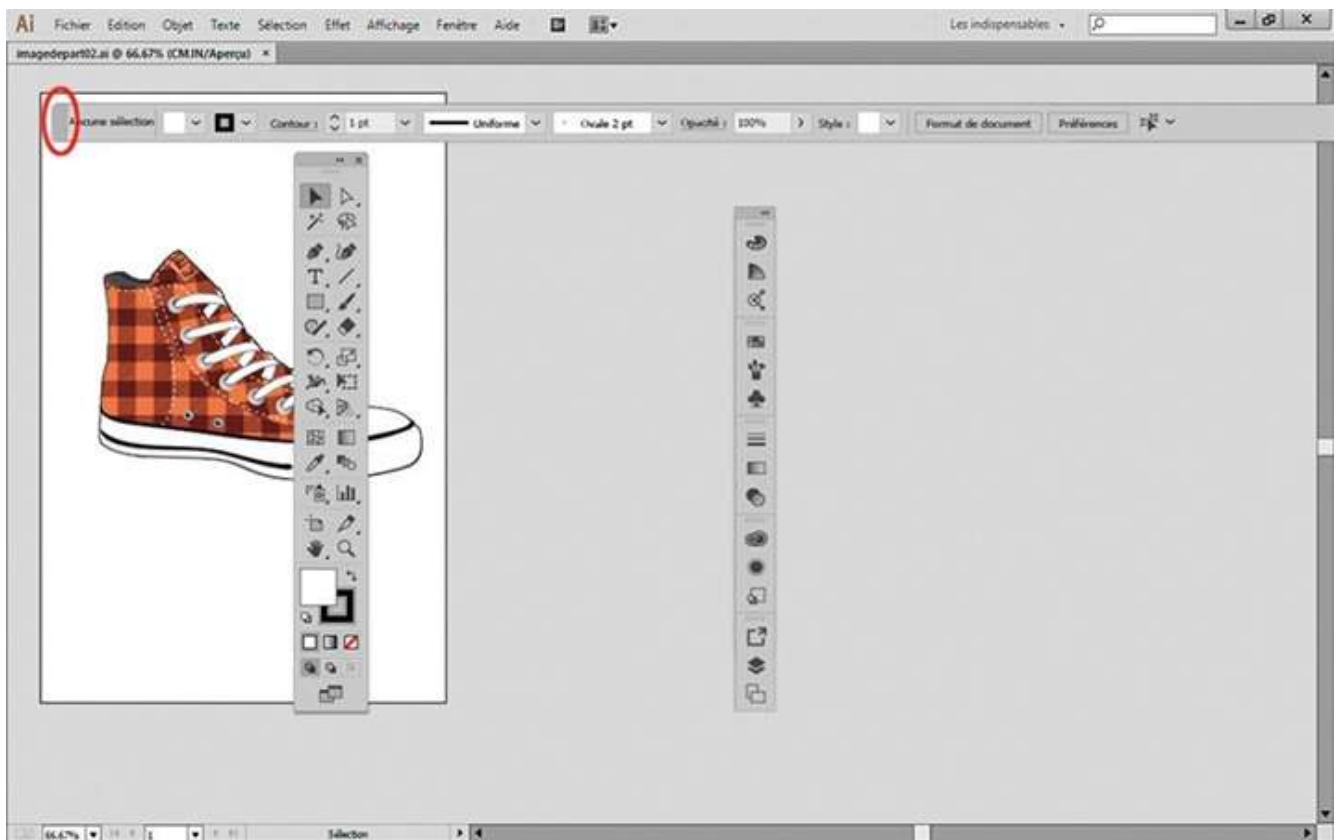 Ai Fichier Edition Objet Texte Sélection Effet Affichage Fenêtre Aide Br Les indispensables
imagedepart02.ai @ 66.67% (CMJN/Aperçu) ×
Aucune sélection Contour : 1 pt Uniforme Ovale 2 pt Opacité : 100% Style : Format de document Préférences
T
66.67% 1 Sélection